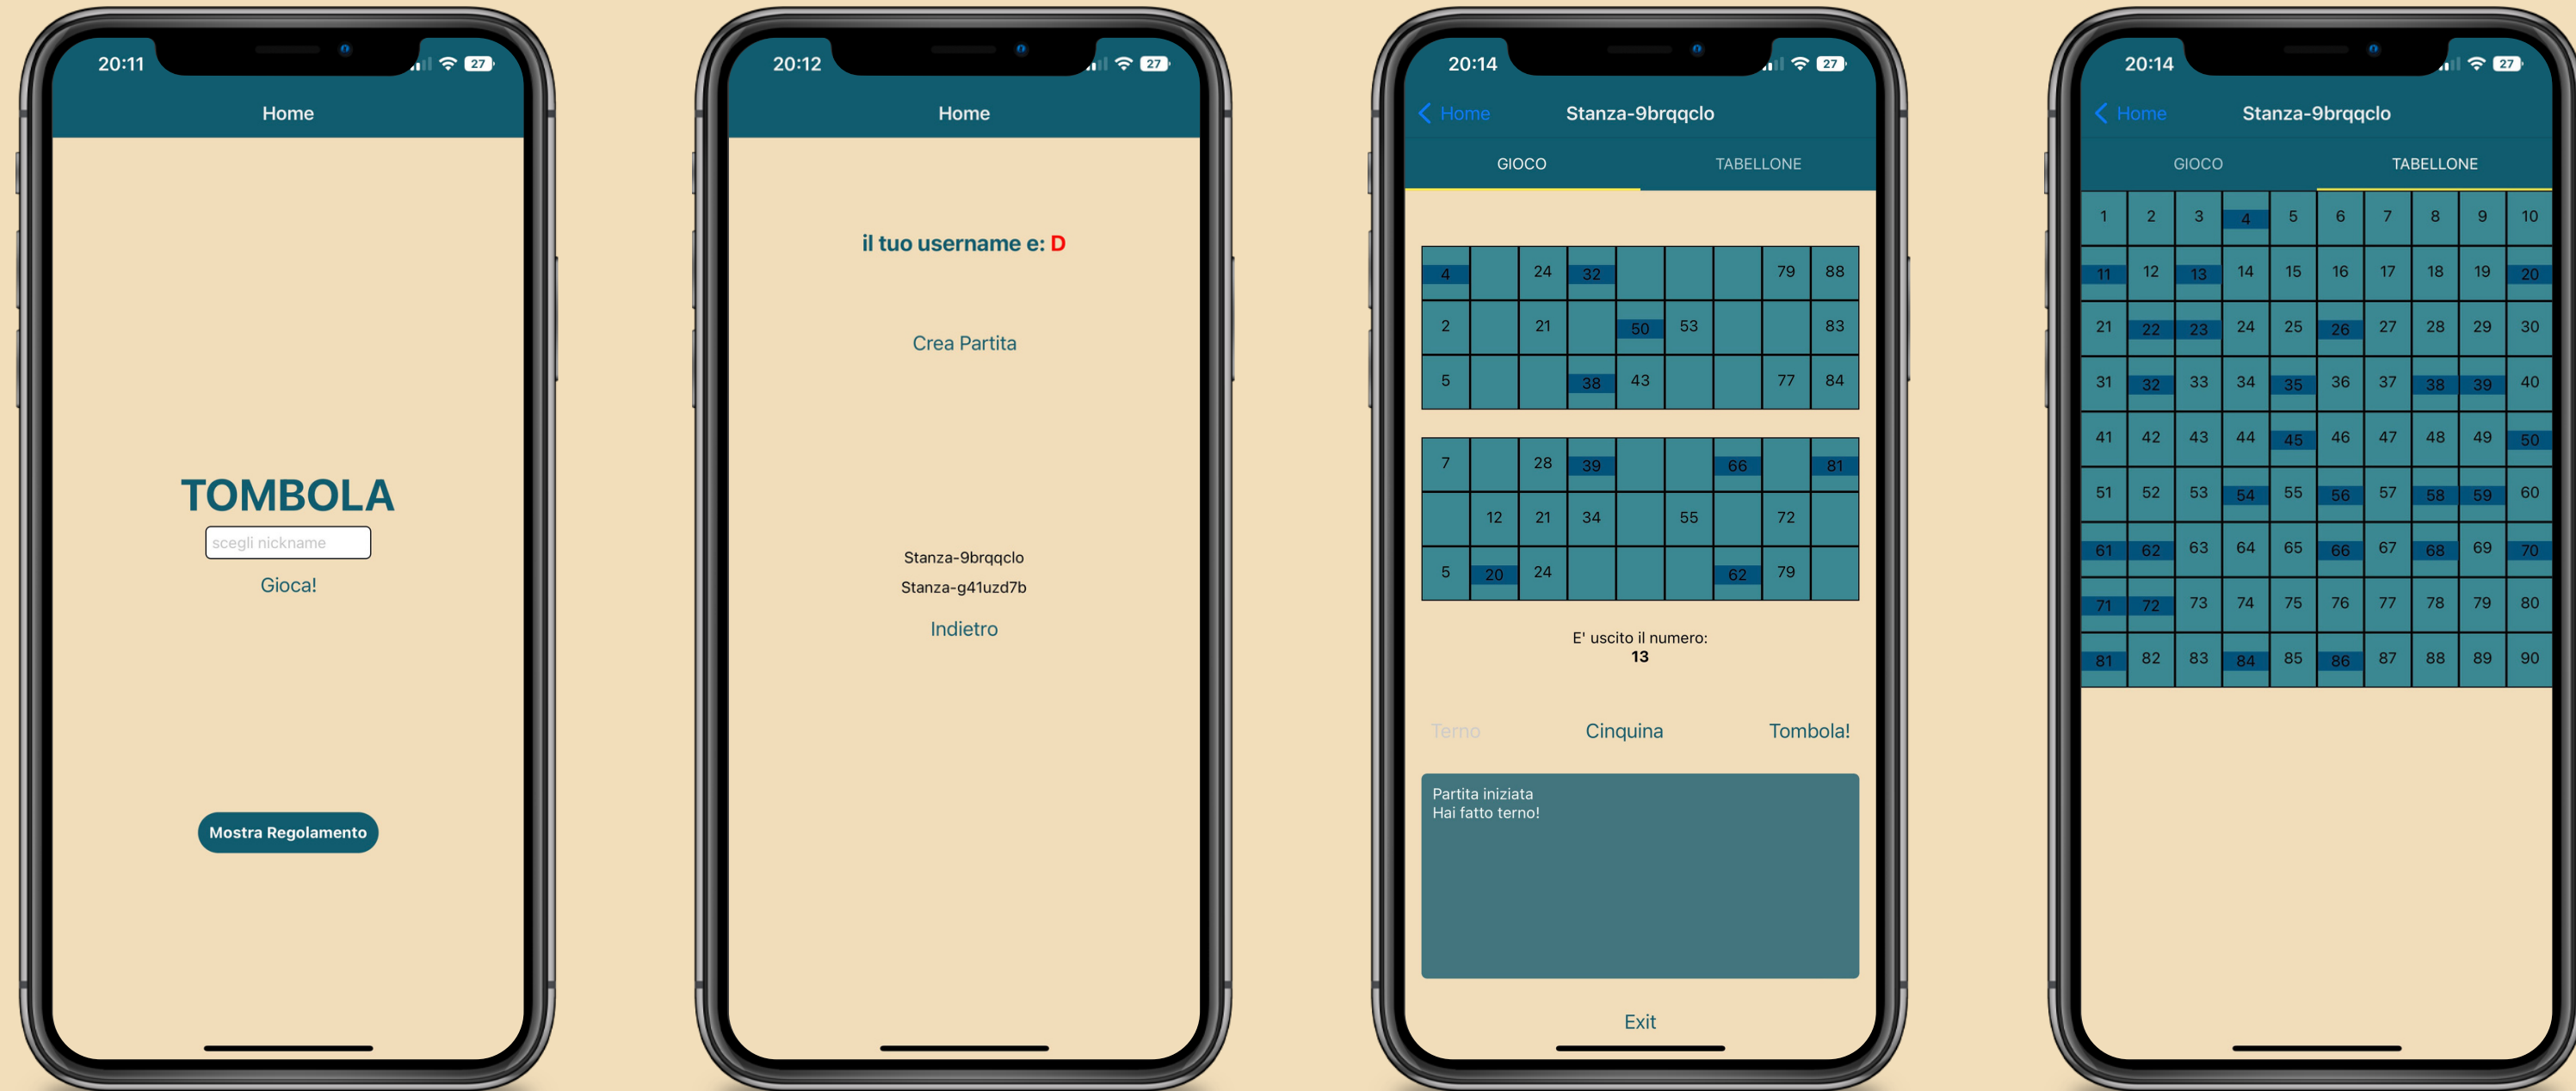 20:11
27
Home
TOMBOLA
scegli nickname
Gioca!
Mostra Regolamento
20:12
27
Home
il tuo username e: D
Crea Partita
Stanza-9brqqclo
Stanza-g41uzd7b
Indietro
20:14
27
Home Stanza-9brqqclo
GIOCO TABELLONE
4 24 32 79 88
2 21 50 53 83
5 38 43 77 84
7 28 39 66 81
12 21 34 55 72
5 20 24 62 79
E' uscito il numero:
13
Terno Cinquina Tombola!
Partita iniziata
Hai fatto terno!
Exit
20:14
27
Home Stanza-9brqqclo
GIOCO TABELLONE
1 2 3 4 5 6 7 8 9 10
11 12 13 14 15 16 17 18 19 20
21 22 23 24 25 26 27 28 29 30
31 32 33 34 35 36 37 38 39 40
41 42 43 44 45 46 47 48 49 50
51 52 53 54 55 56 57 58 59 60
61 62 63 64 65 66 67 68 69 70
71 72 73 74 75 76 77 78 79 80
81 82 83 84 85 86 87 88 89 90